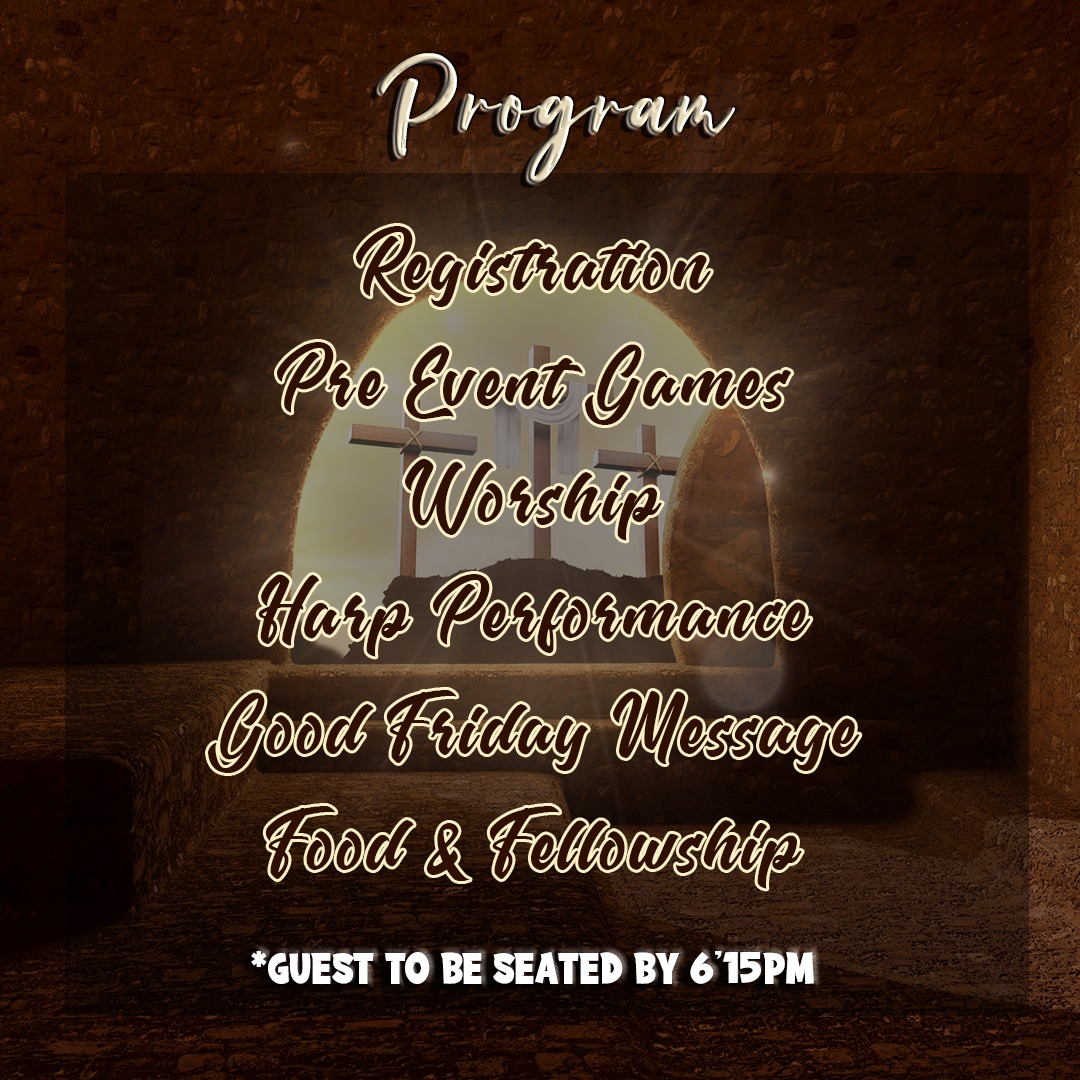 Program
Registration
Pre Event Games
Worship
Harp Performance
Good Friday Message
Food & Fellowship
*GUEST TO BE SEATED BY 6'15PM